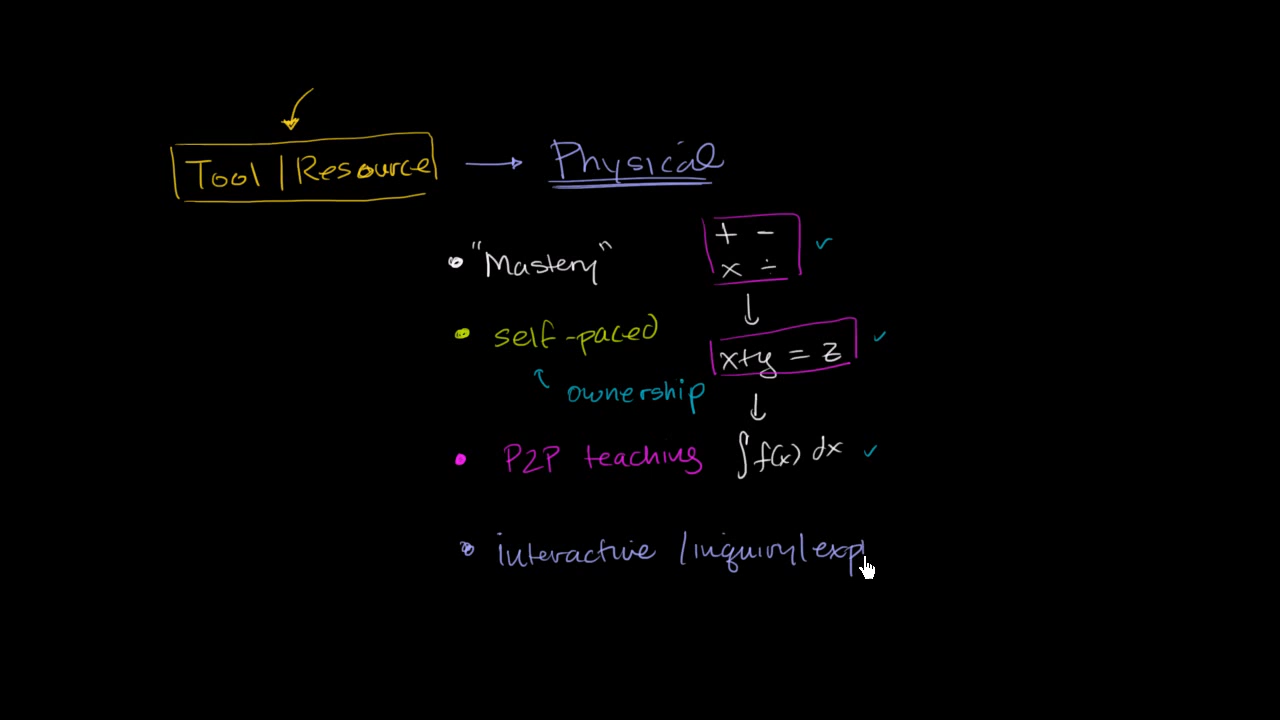 Tool | Resource → Physical
• "Mastery"
+ −
x ÷
↓
• self-paced
x+y = z
ownership
↓
• P2P teaching
∫f(x) dx
• interactive / inquiry / exp